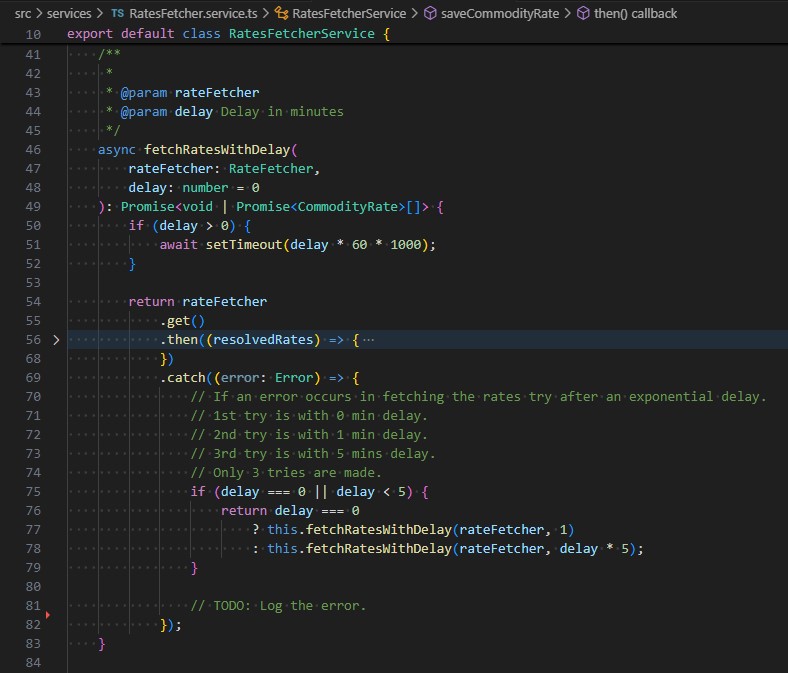 src > services > TS RatesFetcher.service.ts > RatesFetcherService > saveCommodityRate > then() callback
10 export default class RatesFetcherService {
41 /**
42 *
43 * @param rateFetcher
44 * @param delay Delay in minutes
45 */
46 async fetchRatesWithDelay(
47 rateFetcher: RateFetcher,
48 delay: number = 0
49 ): Promise<void | Promise<CommodityRate>[]> {
50 if (delay > 0) {
51 await setTimeout(delay * 60 * 1000);
52 }
53
54 return rateFetcher
55 .get()
56 > .then((resolvedRates) => { ···
68 })
69 .catch((error: Error) => {
70 // If an error occurs in fetching the rates try after an exponential delay.
71 // 1st try is with 0 min delay.
72 // 2nd try is with 1 min delay.
73 // 3rd try is with 5 mins delay.
74 // Only 3 tries are made.
75 if (delay === 0 || delay < 5) {
76 return delay === 0
77 ? this.fetchRatesWithDelay(rateFetcher, 1)
78 : this.fetchRatesWithDelay(rateFetcher, delay * 5);
79 }
80
81 // TODO: Log the error.
82 });
83 }
84